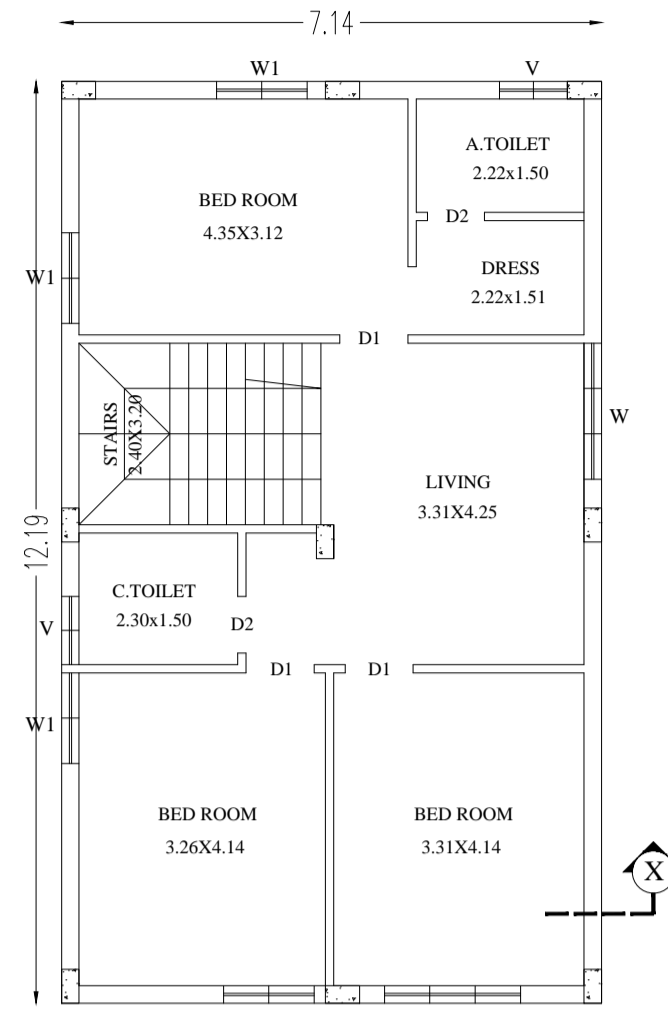 7.14
W1
V
A.TOILET
2.22x1.50
BED ROOM
4.35X3.12
D2
DRESS
2.22x1.51
W1
D1
STAIRS
2.40X3.20
W
LIVING
3.31X4.25
12.19
C.TOILET
2.30x1.50
V
D2
D1
D1
W1
BED ROOM
3.26X4.14
BED ROOM
3.31X4.14
X